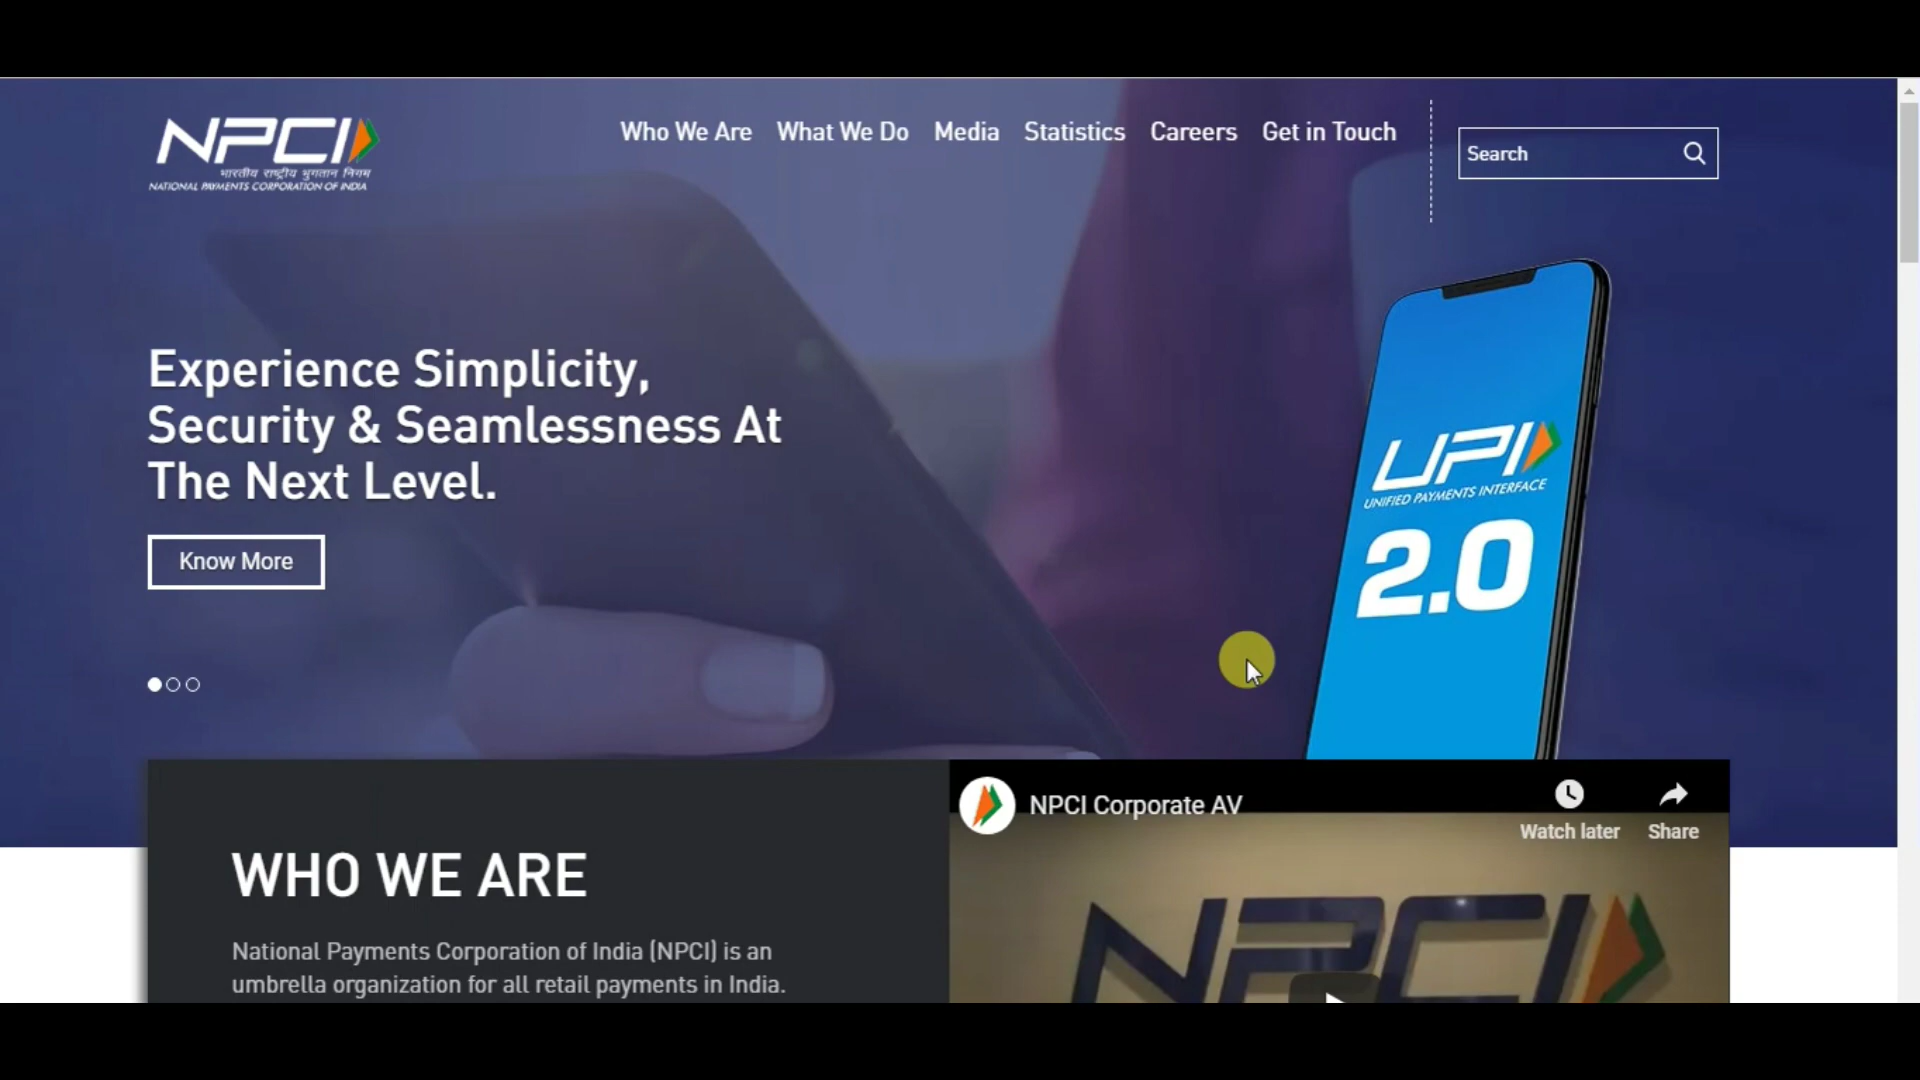 NPCI
भारतीय राष्ट्रीय भुगतान निगम
NATIONAL PAYMENTS CORPORATION OF INDIA
Who We Are
What We Do
Media
Statistics
Careers
Get in Touch
Search
Experience Simplicity,
Security & Seamlessness At
The Next Level.
Know More
UPI
UNIFIED PAYMENTS INTERFACE
2.0
WHO WE ARE
National Payments Corporation of India (NPCI) is an
umbrella organization for all retail payments in India.
NPCI Corporate AV
Watch later
Share
NPCI